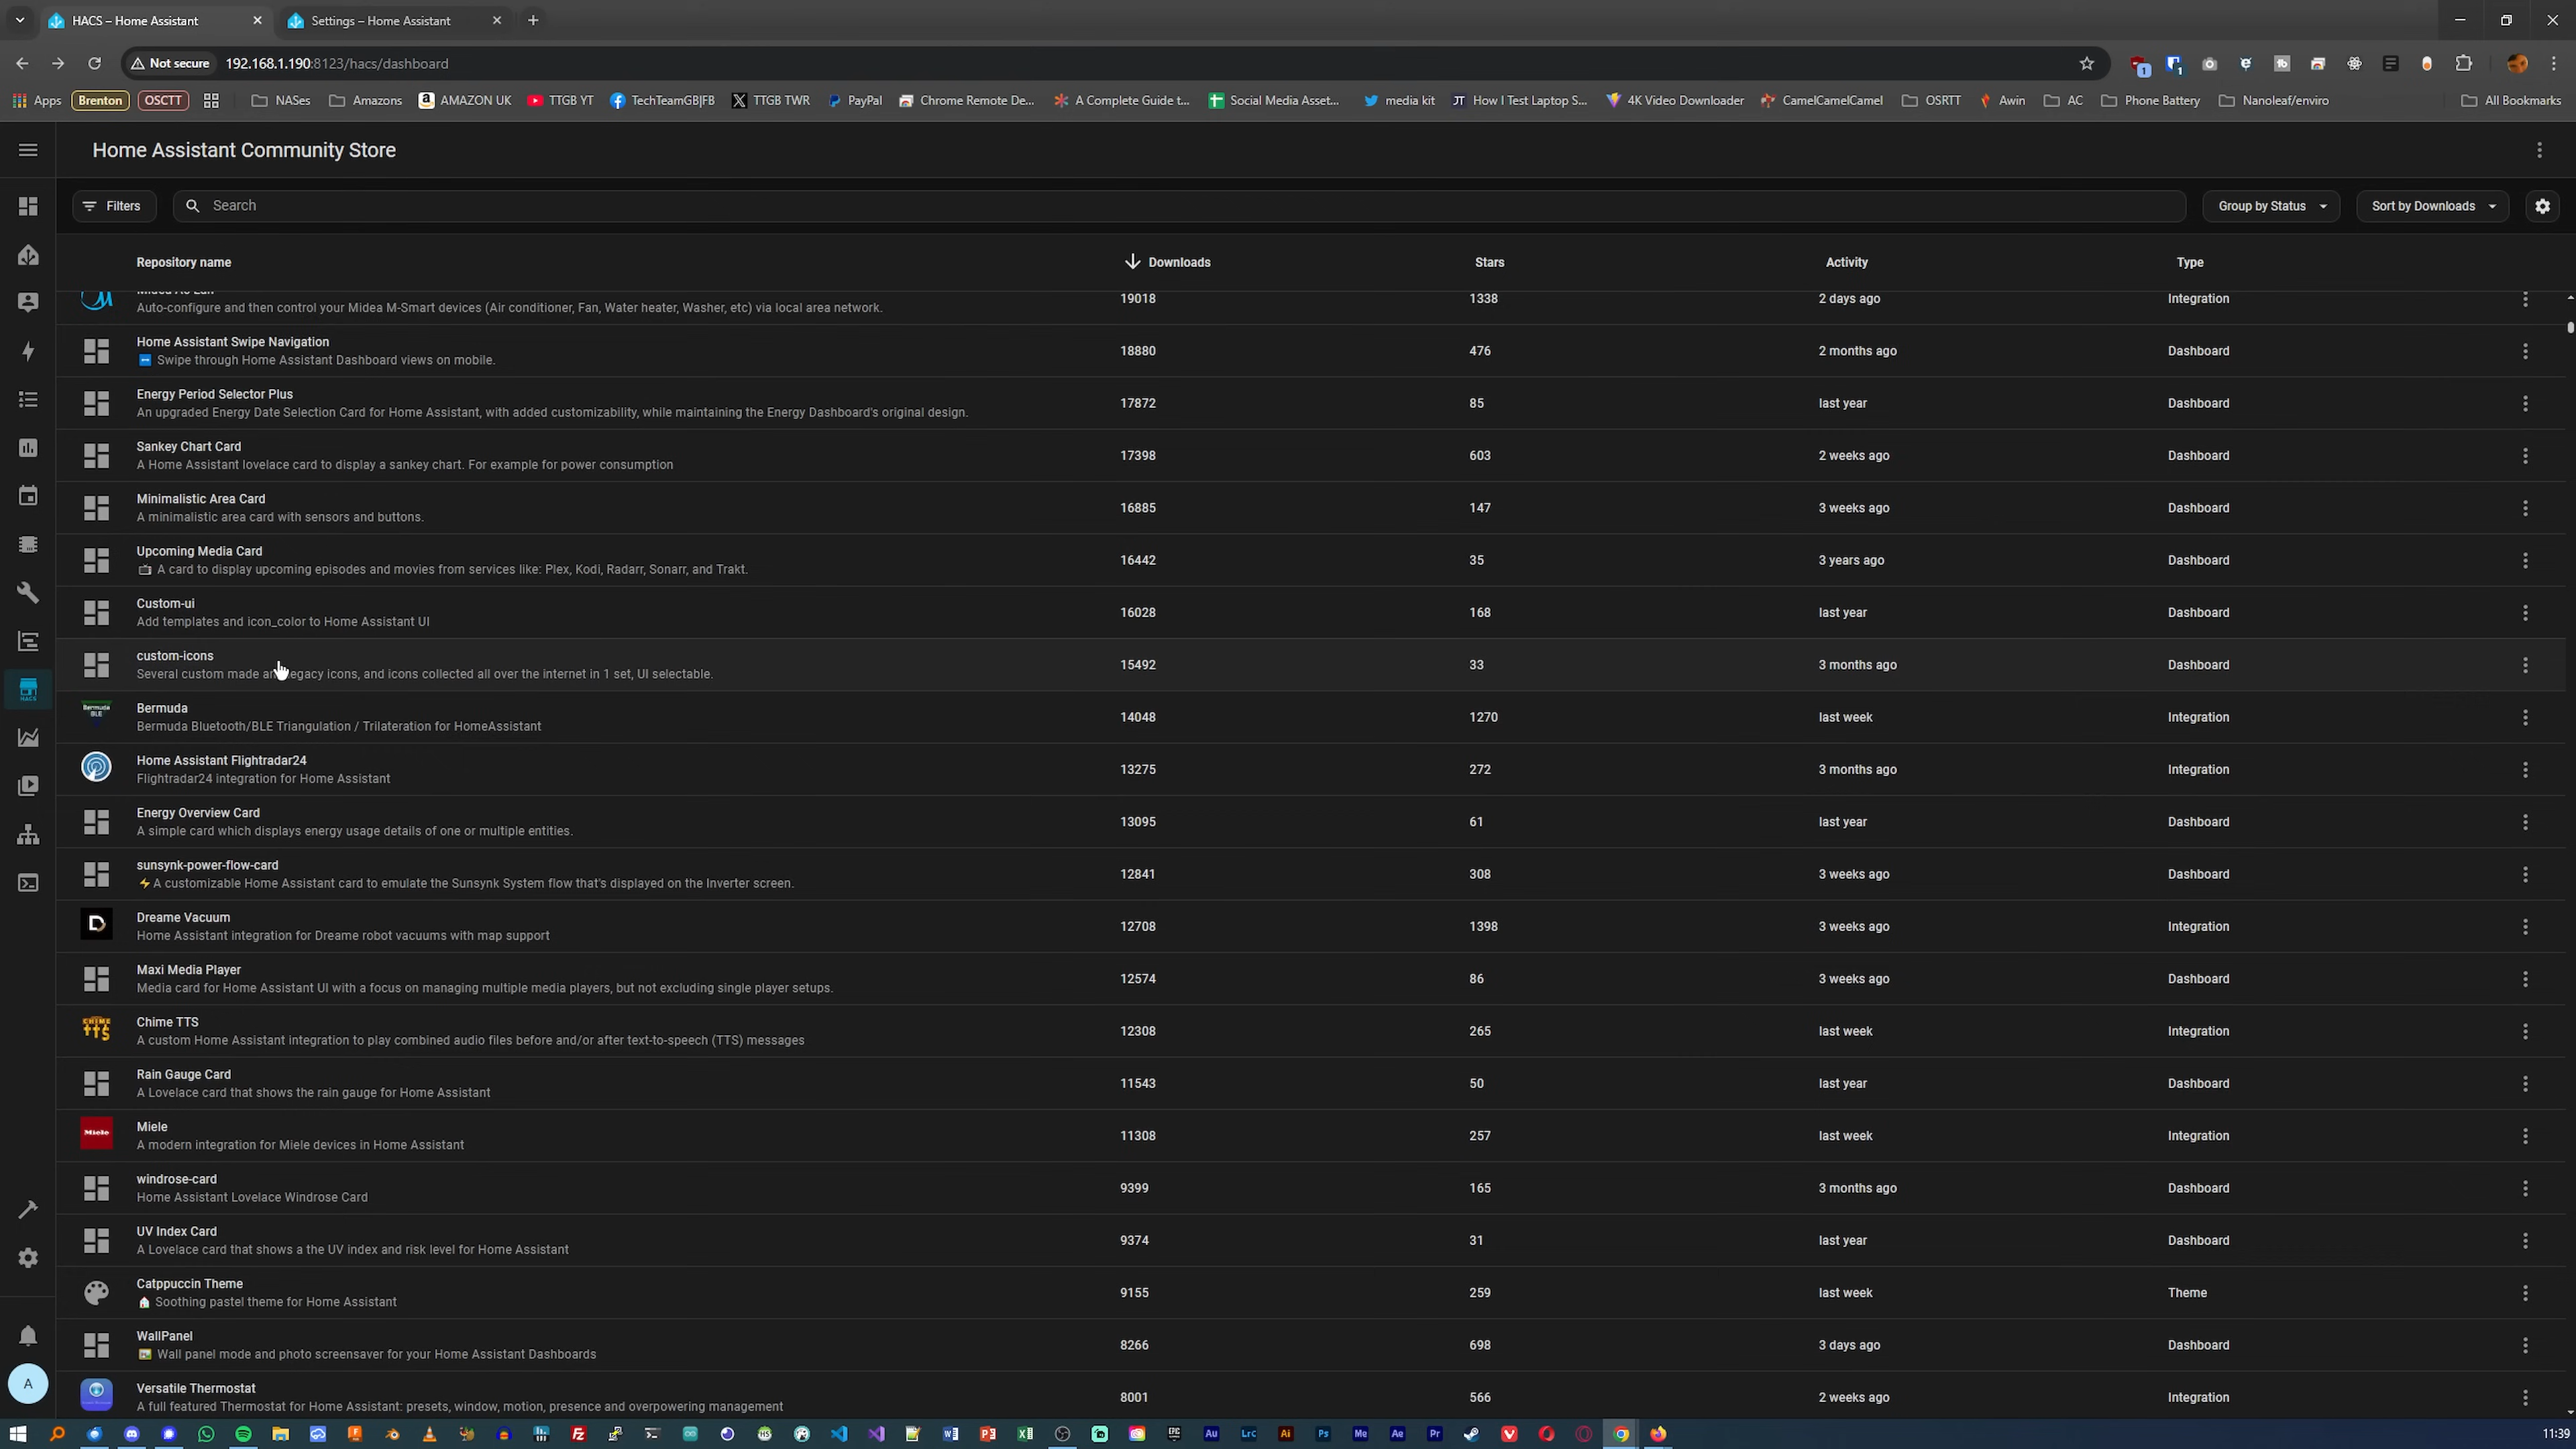 HACS – Home Assistant
Settings – Home Assistant
Not secure
192.168.1.190:8123/hacs/dashboard
Apps
Brenton
OSCTT
NASes
Amazons
AMAZON UK
TTGB YT
TechTeamGB|FB
TTGB TWR
PayPal
Chrome Remote De...
A Complete Guide t...
Social Media Asset...
media kit
How I Test Laptop S...
4K Video Downloader
CamelCamelCamel
OSRTT
Awin
AC
Phone Battery
Nanoleaf/enviro
All Bookmarks
Home Assistant Community Store
Filters
Search
Group by Status
Sort by Downloads
Repository name Downloads Stars Activity Type
19018 1338 2 days ago Integration
Auto-configure and then control your Midea M-Smart devices (Air conditioner, Fan, Water heater, Washer, etc) via local area network.
Home Assistant Swipe Navigation
Swipe through Home Assistant Dashboard views on mobile.
18880 476 2 months ago Dashboard
Energy Period Selector Plus
An upgraded Energy Date Selection Card for Home Assistant, with added customizability, while maintaining the Energy Dashboard's original design.
17872 85 last year Dashboard
Sankey Chart Card
A Home Assistant lovelace card to display a sankey chart. For example for power consumption
17398 603 2 weeks ago Dashboard
Minimalistic Area Card
A minimalistic area card with sensors and buttons.
16885 147 3 weeks ago Dashboard
Upcoming Media Card
A card to display upcoming episodes and movies from services like: Plex, Kodi, Radarr, Sonarr, and Trakt.
16442 35 3 years ago Dashboard
Custom-ui
Add templates and icon_color to Home Assistant UI
16028 168 last year Dashboard
custom-icons
Several custom made legacy icons, and icons collected all over the internet in 1 set, UI selectable.
15492 33 3 months ago Dashboard
Bermuda
Bermuda Bluetooth/BLE Triangulation / Trilateration for HomeAssistant
14048 1270 last week Integration
Home Assistant Flightradar24
Flightradar24 integration for Home Assistant
13275 272 3 months ago Integration
Energy Overview Card
A simple card which displays energy usage details of one or multiple entities.
13095 61 last year Dashboard
sunsynk-power-flow-card
⚡A customizable Home Assistant card to emulate the Sunsynk System flow that's displayed on the Inverter screen.
12841 308 3 weeks ago Dashboard
Dreame Vacuum
Home Assistant integration for Dreame robot vacuums with map support
12708 1398 3 weeks ago Integration
Maxi Media Player
Media card for Home Assistant UI with a focus on managing multiple media players, but not excluding single player setups.
12574 86 3 weeks ago Dashboard
Chime TTS
A custom Home Assistant integration to play combined audio files before and/or after text-to-speech (TTS) messages
12308 265 last week Integration
Rain Gauge Card
A Lovelace card that shows the rain gauge for Home Assistant
11543 50 last year Dashboard
Miele
A modern integration for Miele devices in Home Assistant
11308 257 last week Integration
windrose-card
Home Assistant Lovelace Windrose Card
9399 165 3 months ago Dashboard
UV Index Card
A Lovelace card that shows a the UV index and risk level for Home Assistant
9374 31 last year Dashboard
Catppuccin Theme
Soothing pastel theme for Home Assistant
9155 259 last week Theme
WallPanel
Wall panel mode and photo screensaver for your Home Assistant Dashboards
8266 698 3 days ago Dashboard
Versatile Thermostat
A full featured Thermostat for Home Assistant: presets, window, motion, presence and overpowering management
8001 566 2 weeks ago Integration
HACS
A
11:39